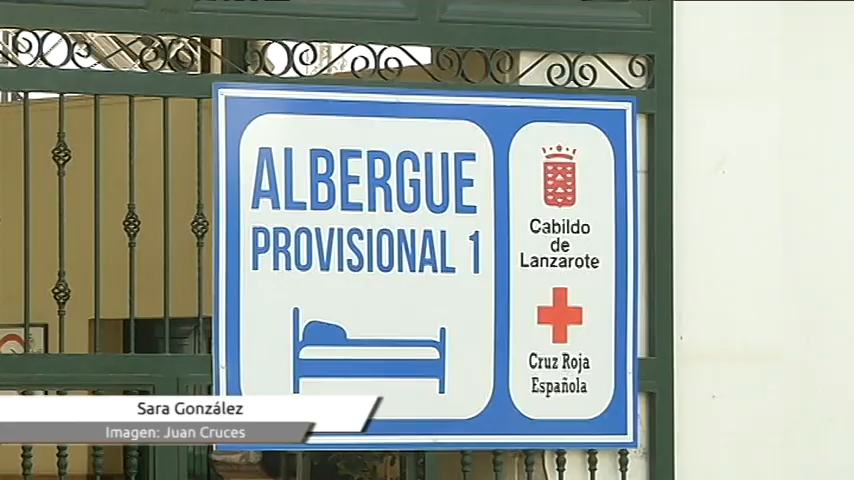 ALBERGUE
PROVISIONAL 1
Cabildo
de
Lanzarote
Cruz Roja
Española
Sara González
Imagen: Juan Cruces